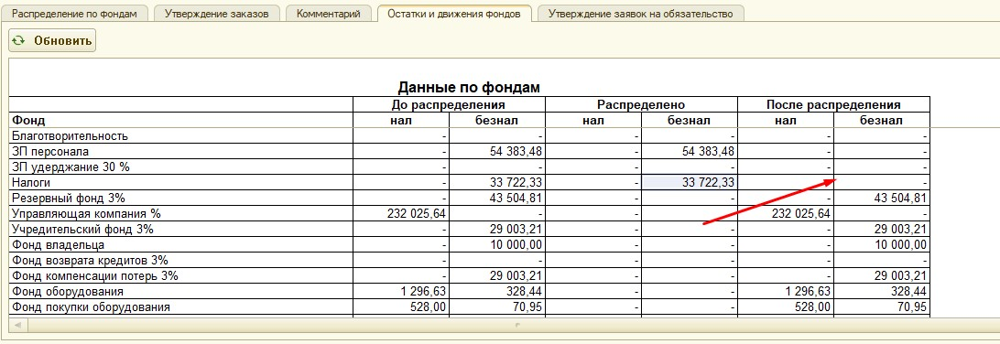 Распределение по фондам Утверждение заказов Комментарий Остатки и движения фондов Утверждение заявок на обязательство
Обновить
Данные по фондам
До распределения Распределено После распределения
Фонд нал безнал нал безнал нал безнал
Благотворительность - - - - - -
ЗП персонала - 54 383,48 - 54 383,48 - -
ЗП удерджание 30 % - - - - - -
Налоги - 33 722,33 - 33 722,33 - -
Резервный фонд 3% - 43 504,81 - - - 43 504,81
Управляющая компания % 232 025,64 - - - 232 025,64 -
Учредительский фонд 3% - 29 003,21 - - - 29 003,21
Фонд владельца - 10 000,00 - - - 10 000,00
Фонд возврата кредитов 3% - - - - - -
Фонд компенсации потерь 3% - 29 003,21 - - - 29 003,21
Фонд оборудования 1 296,63 328,44 - - 1 296,63 328,44
Фонд покупки оборудования 528,00 70,95 - - 528,00 70,95